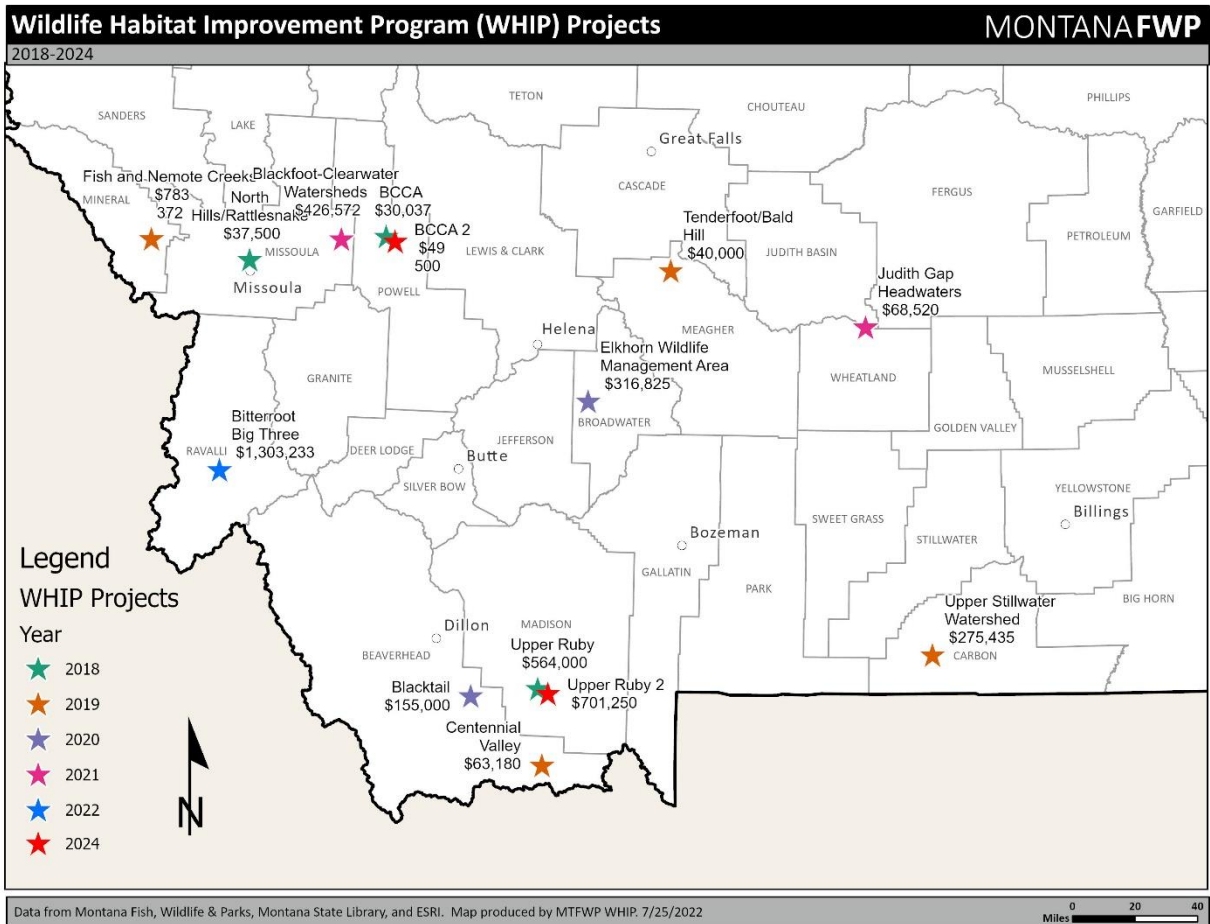 Wildlife Habitat Improvement Program (WHIP) Projects
MONTANA FWP
2018-2024
TETON
CHOUTEAU
PHILLIPS
SANDERS
LAKE
Great Falls
CASCADE
FERGUS
GARFIELD
PETROLEUM
Fish and Nemote Creeks
$783
372
MINERAL
Blackfoot-Clearwater
Watersheds
$426,572
North
Hills/Rattlesnake
$37,500
MISSOULA
Missoula
BCCA
$30,037
BCCA 2
$49
500
POWELL
LEWIS & CLARK
Tenderfoot/Bald
Hill
$40,000
JUDITH BASIN
Judith Gap
Headwaters
$68,520
MEAGHER
Helena
Elkhorn Wildlife
Management Area
$316,825
BROADWATER
WHEATLAND
MUSSELSHELL
GOLDEN VALLEY
GRANITE
Bitterroot
Big Three
$1,303,233
RAVALLI
DEER LODGE
JEFFERSON
Butte
SILVER BOW
YELLOWSTONE
Billings
SWEET GRASS
STILLWATER
Bozeman
GALLATIN
PARK
BIG HORN
Upper Stillwater
Watershed
$275,435
CARBON
Dillon
BEAVERHEAD
MADISON
Upper Ruby
$564,000
Upper Ruby 2
$701,250
Blacktail
$155,000
Centennial
Valley
$63,180
Legend
WHIP Projects
Year
2018
2019
2020
2021
2022
2024
N
Data from Montana Fish, Wildlife & Parks, Montana State Library, and ESRI. Map produced by MTFWP WHIP. 7/25/2022
0 20 40
Miles